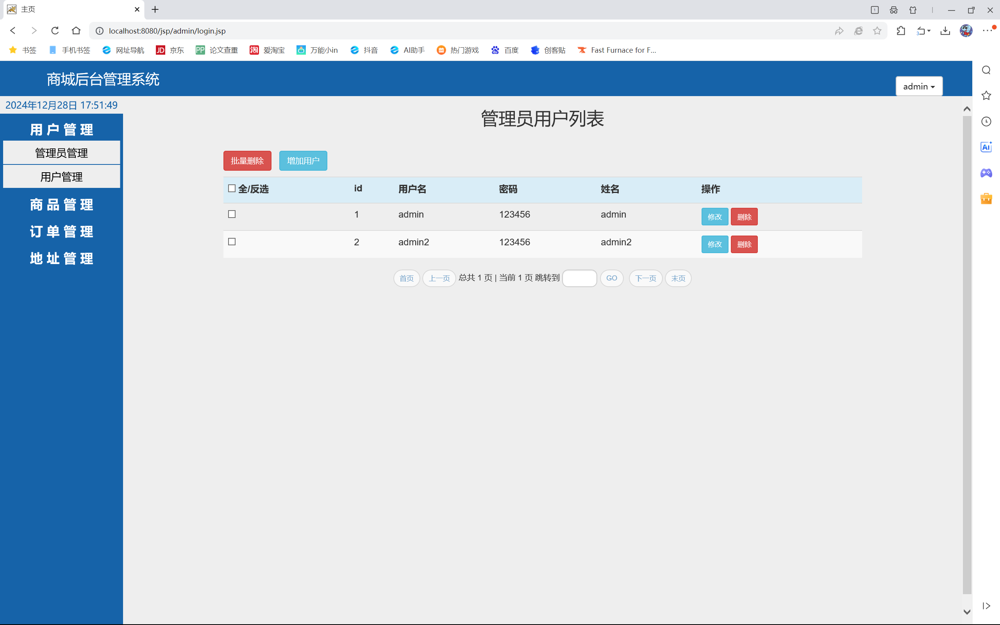 主页
1
localhost:8080/jsp/admin/login.jsp
3
书签 手机书签 网址导航 JD 京东 PP 论文查重 淘 爱淘宝 万能小in 抖音 AI助手 热门游戏 du 百度 创客贴 Fast Furnace for F...
商城后台管理系统
admin
2024年12月28日 17:51:49
用户管理
管理员管理
用户管理
商品管理
订单管理
地址管理
管理员用户列表
批量删除 增加用户
全/反选 id 用户名 密码 姓名 操作
1 admin 123456 admin 修改 删除
2 admin2 123456 admin2 修改 删除
首页 上一页 总共 1 页 | 当前 1 页 跳转到 GO 下一页 末页
AI